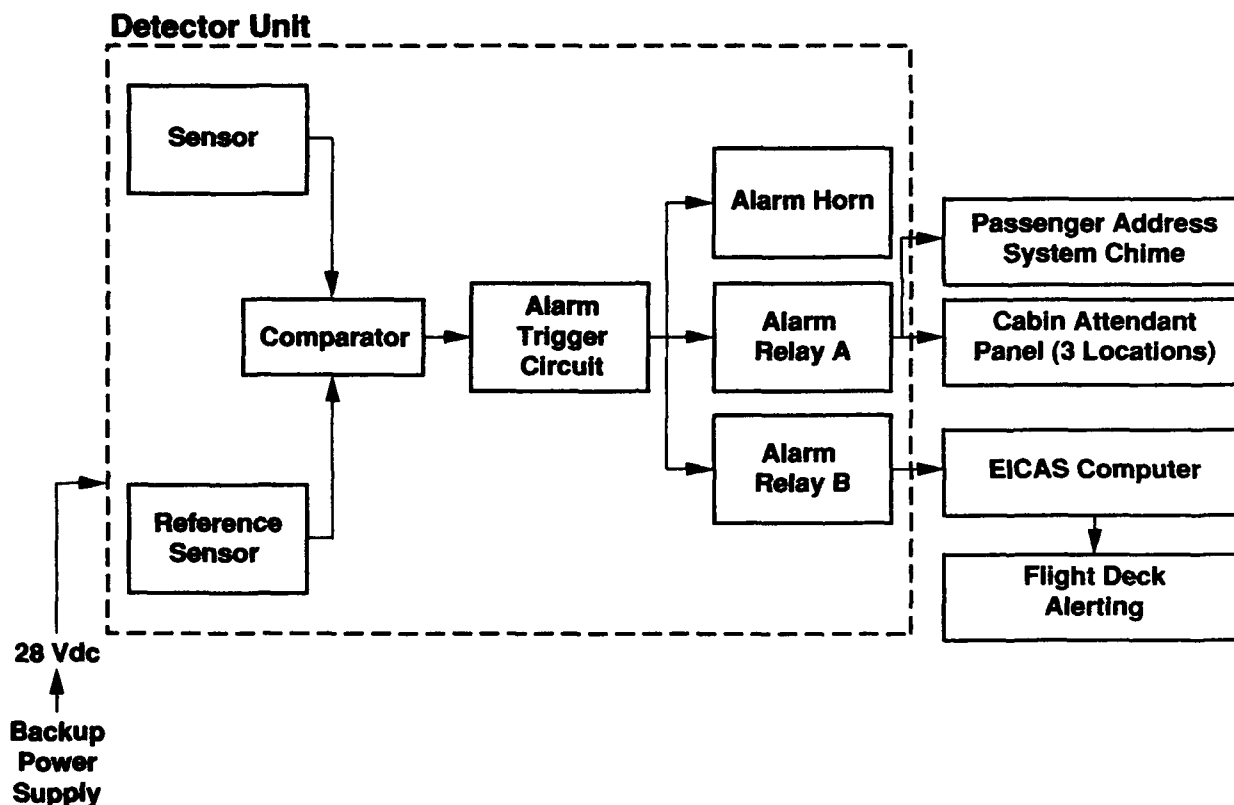 Detector Unit
Sensor
Alarm Horn
Passenger Address
System Chime
Comparator
Alarm
Trigger
Circuit
Alarm
Relay A
Cabin Attendant
Panel (3 Locations)
Alarm
Relay B
EICAS Computer
Reference
Sensor
Flight Deck
Alerting
28 Vdc
Backup
Power
Supply